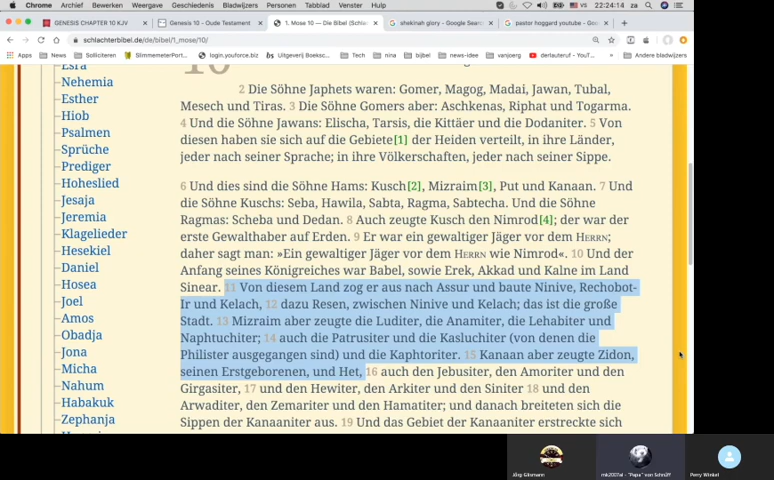 Chrome Archief Bewerken Weergave Geschiedenis Bladwijzers Personen Tabblad Venster Help za 22:24:14
GENESIS CHAPTER 10 KJV
Genesis 10 - Oude Testament
1. Mose 10 — Die Bibel (Schla
shekinah glory - Google Sear
pastor hoggard youtube - Goo
schlachterbibel.de/de/bibel/1_mose/10/
Apps News Solliciteren SlimmemeterPort... login.youforce.biz Uitgeverij Boeksc... Tech nina bijbel news-idee vanjoerg derlauteruf - YouT... Andere bladwijzers
Esra
Nehemia
Esther
Hiob
Psalmen
Sprüche
Prediger
Hoheslied
Jesaja
Jeremia
Klagelieder
Hesekiel
Daniel
Hosea
Joel
Amos
Obadja
Jona
Micha
Nahum
Habakuk
Zephanja
10
2 Die Söhne Japhets waren: Gomer, Magog, Madai, Jawan, Tubal,
Mesech und Tiras. 3 Die Söhne Gomers aber: Aschkenas, Riphat und Togarma.
4 Und die Söhne Jawans: Elischa, Tarsis, die Kittäer und die Dodaniter. 5 Von
diesen haben sie sich auf die Gebiete[1] der Heiden verteilt, in ihre Länder,
jeder nach seiner Sprache; in ihre Völkerschaften, jeder nach seiner Sippe.
6 Und dies sind die Söhne Hams: Kusch[2], Mizraim[3], Put und Kanaan. 7 Und
die Söhne Kuschs: Seba, Hawila, Sabta, Ragma, Sabtecha. Und die Söhne
Ragmas: Scheba und Dedan. 8 Auch zeugte Kusch den Nimrod[4]; der war der
erste Gewalthaber auf Erden. 9 Er war ein gewaltiger Jäger vor dem HERRN;
daher sagt man: »Ein gewaltiger Jäger vor dem HERRN wie Nimrod«. 10 Und der
Anfang seines Königreiches war Babel, sowie Erek, Akkad und Kalne im Land
Sinear. 11 Von diesem Land zog er aus nach Assur und baute Ninive, Rechobot-
Ir und Kelach, 12 dazu Resen, zwischen Ninive und Kelach; das ist die große
Stadt. 13 Mizraim aber zeugte die Luditer, die Anamiter, die Lehabiter und
Naphtuchiter; 14 auch die Patrusiter und die Kasluchiter (von denen die
Philister ausgegangen sind) und die Kaphtoriter. 15 Kanaan aber zeugte Zidon,
seinen Erstgeborenen, und Het, 16 auch den Jebusiter, den Amoriter und den
Girgasiter, 17 und den Hewiter, den Arkiter und den Siniter 18 und den
Arwaditer, den Zemariter und den Hamatiter; und danach breiteten sich die
Sippen der Kanaaniter aus. 19 Und das Gebiet der Kanaaniter erstreckte sich
Jörg Glismann
mk2007al - "Papa" von Schnüff
Perry Winsman